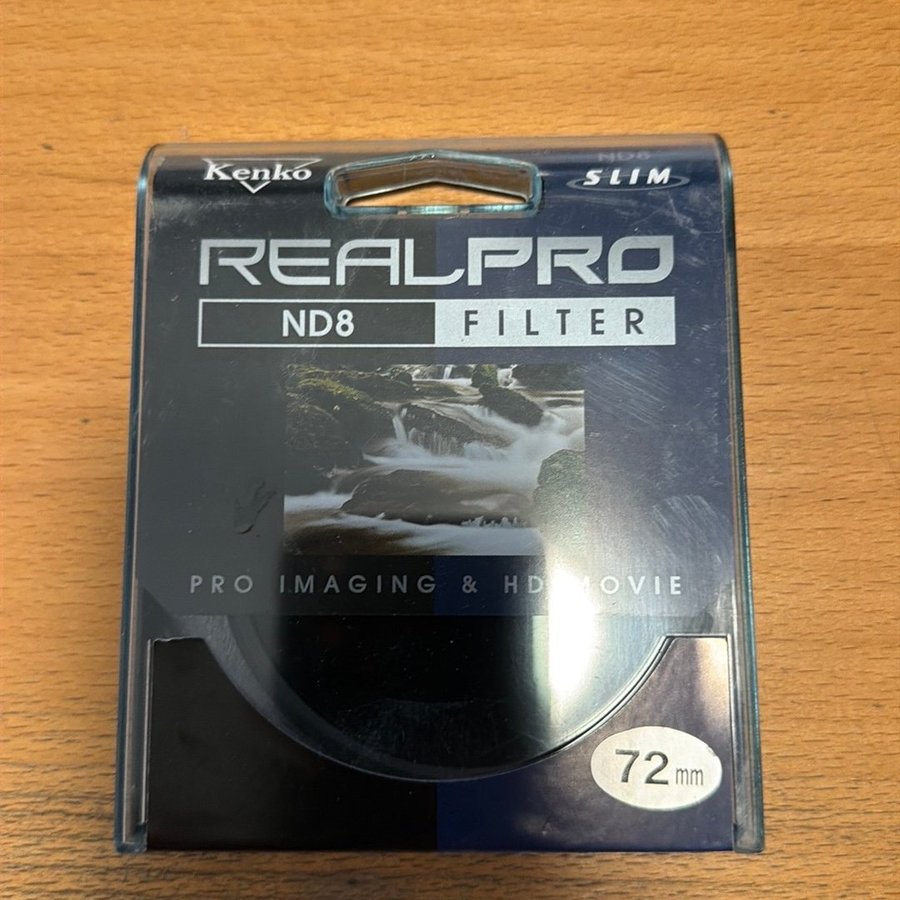 Kenko
SLIM
REALPRO
ND8 FILTER
PRO IMAGING & HD MOVIE
72mm